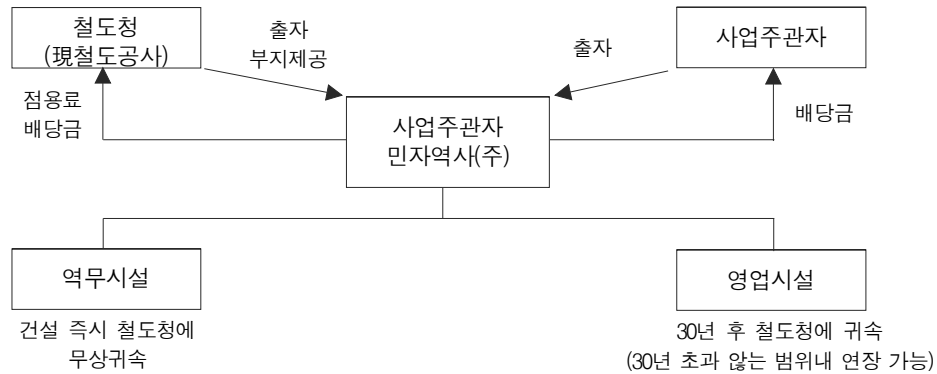 철도청
(現철도공사)
출자
부지제공
출자
사업주관자
점용료
배당금
사업주관자
민자역사(주)
배당금
역무시설
영업시설
건설 즉시 철도청에
무상귀속
30년 후 철도청에 귀속
(30년 초과 않는 범위내 연장 가능)